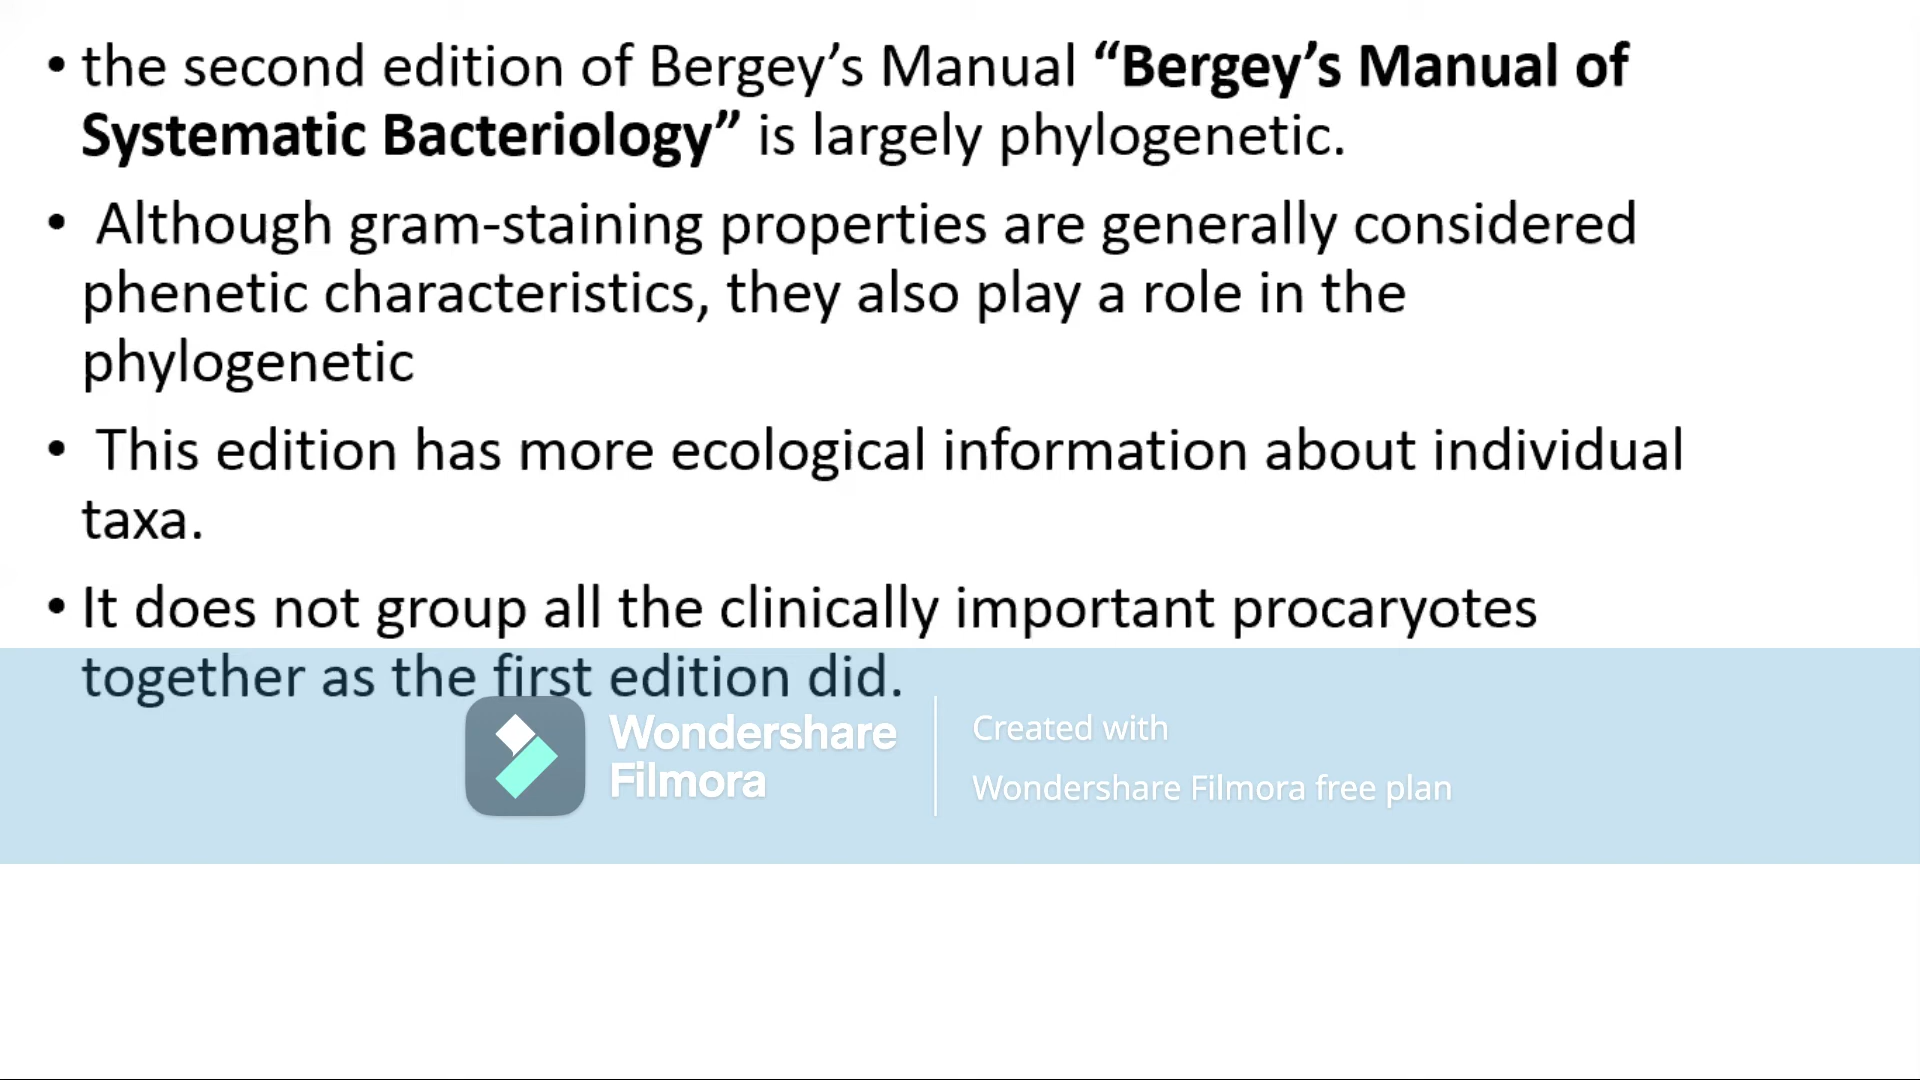 • the second edition of Bergey’s Manual “Bergey’s Manual of
Systematic Bacteriology” is largely phylogenetic.
• Although gram-staining properties are generally considered
phenetic characteristics, they also play a role in the
phylogenetic
• This edition has more ecological information about individual
taxa.
• It does not group all the clinically important procaryotes
together as the first edition did.
Wondershare
Filmora
Created with
Wondershare Filmora free plan